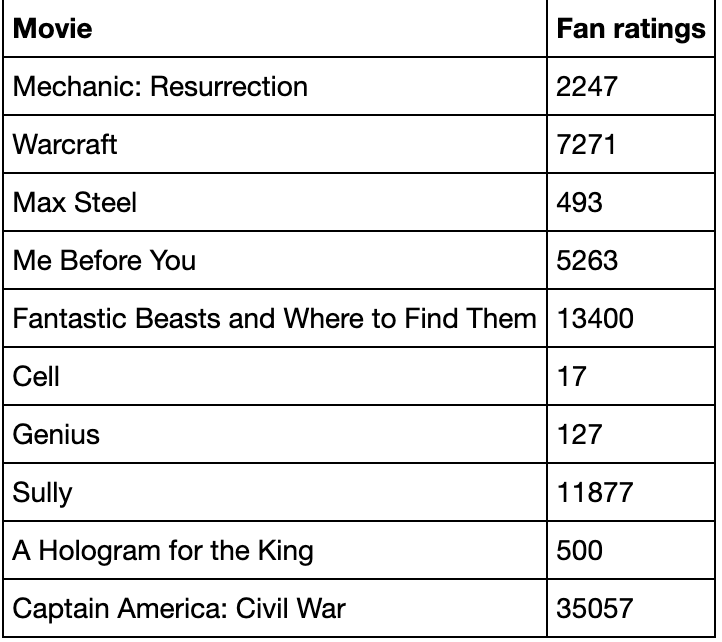 Movie Fan ratings
Mechanic: Resurrection 2247
Warcraft 7271
Max Steel 493
Me Before You 5263
Fantastic Beasts and Where to Find Them 13400
Cell 17
Genius 127
Sully 11877
A Hologram for the King 500
Captain America: Civil War 35057